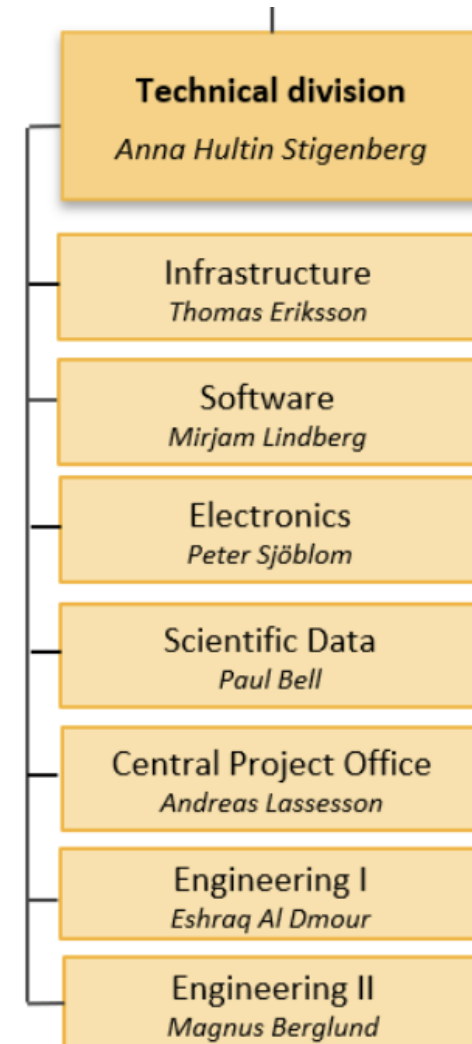 Technical division
Anna Hultin Stigenberg
Infrastructure
Thomas Eriksson
Software
Mirjam Lindberg
Electronics
Peter Sjöblom
Scientific Data
Paul Bell
Central Project Office
Andreas Lassesson
Engineering I
Eshraq Al Dmour
Engineering II
Magnus Berglund